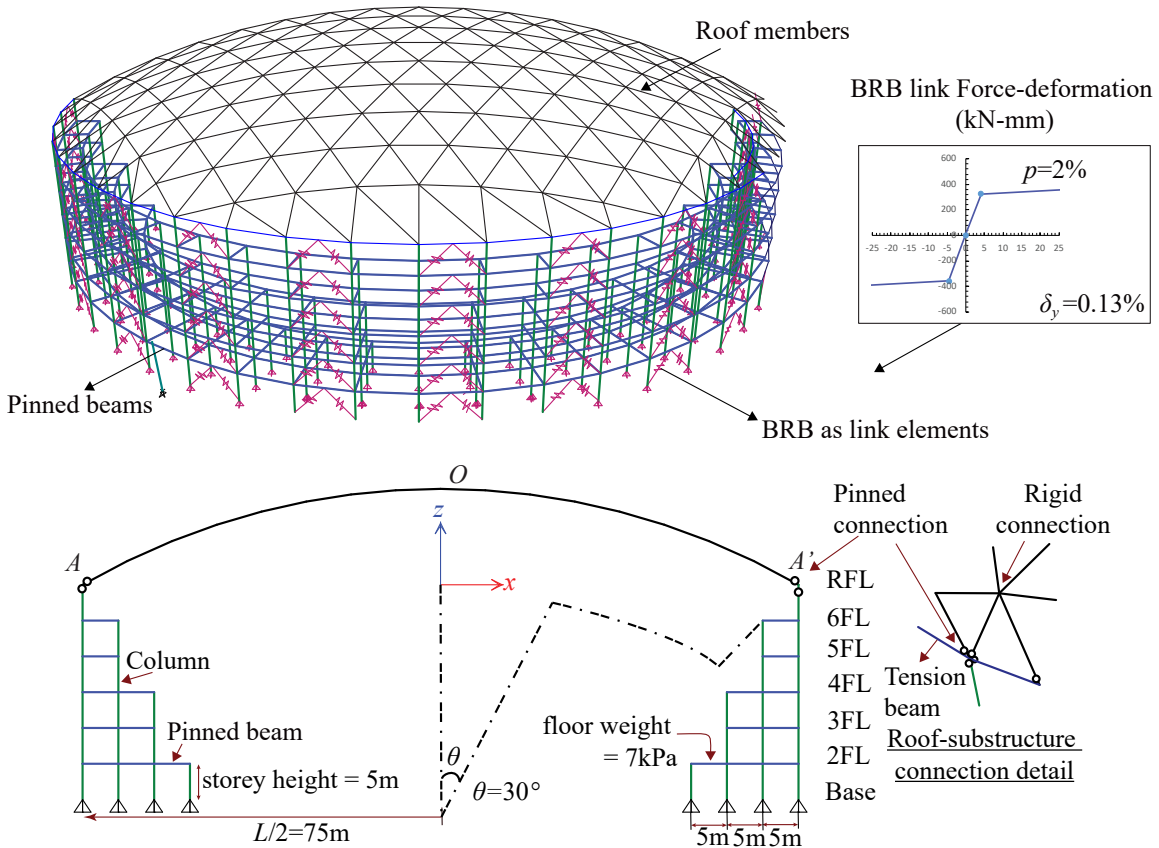 Roof members
BRB link Force-deformation
(kN-mm)
600
400
200
0
-200
-400
-600
-25 -20 -15 -10 -5 0 5 10 15 20 25
p=2%
δy=0.13%
Pinned beams
BRB as link elements
O
z
x
A
A’
Pinned
connection
Rigid
connection
RFL
6FL
5FL
4FL
3FL
2FL
Base
Column
Pinned beam
storey height = 5m
floor weight
= 7kPa
θ
θ=30°
L/2=75m
5m 5m 5m
Tension
beam
Roof-substructure
connection detail